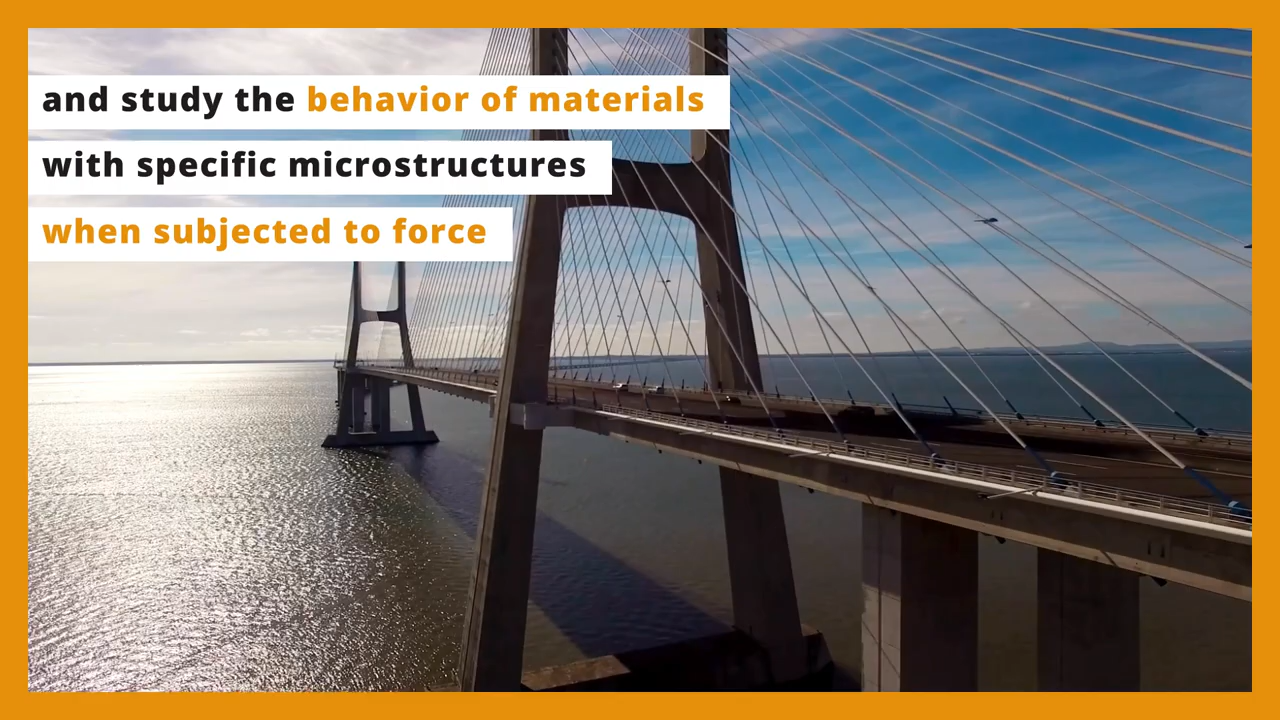 and study the behavior of materials
with specific microstructures
when subjected to force